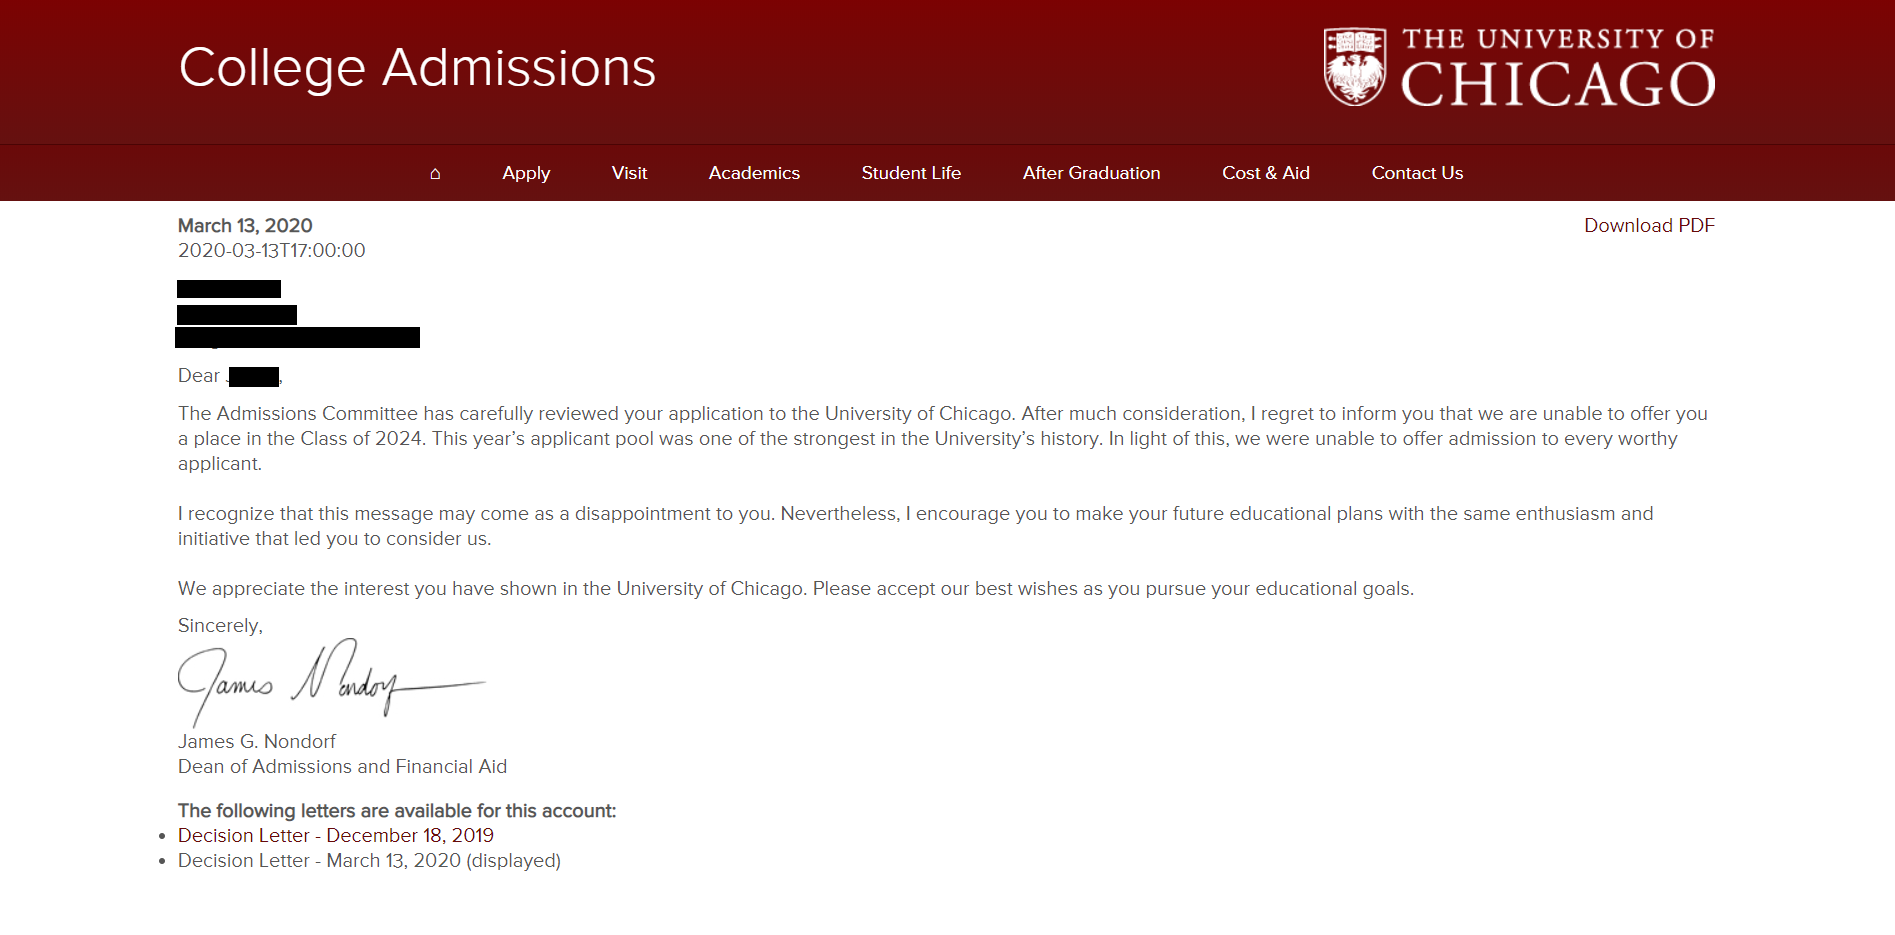 College Admissions
THE UNIVERSITY OF
CHICAGO
⌂ Apply Visit Academics Student Life After Graduation Cost & Aid Contact Us
March 13, 2020 Download PDF
2020-03-13T17:00:00
Dear ,
The Admissions Committee has carefully reviewed your application to the University of Chicago. After much consideration, I regret to inform you that we are unable to offer you
a place in the Class of 2024. This year’s applicant pool was one of the strongest in the University’s history. In light of this, we were unable to offer admission to every worthy
applicant.
I recognize that this message may come as a disappointment to you. Nevertheless, I encourage you to make your future educational plans with the same enthusiasm and
initiative that led you to consider us.
We appreciate the interest you have shown in the University of Chicago. Please accept our best wishes as you pursue your educational goals.
Sincerely,
James Nondorf
James G. Nondorf
Dean of Admissions and Financial Aid
The following letters are available for this account:
• Decision Letter - December 18, 2019
• Decision Letter - March 13, 2020 (displayed)